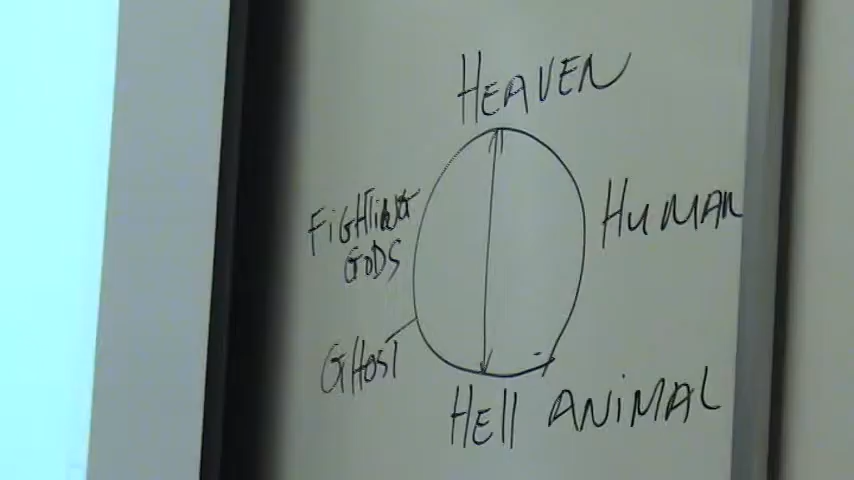 HEAVEN
FiGHTiNG
GODS
HUMAN
GHOST
HEll
ANiMAL